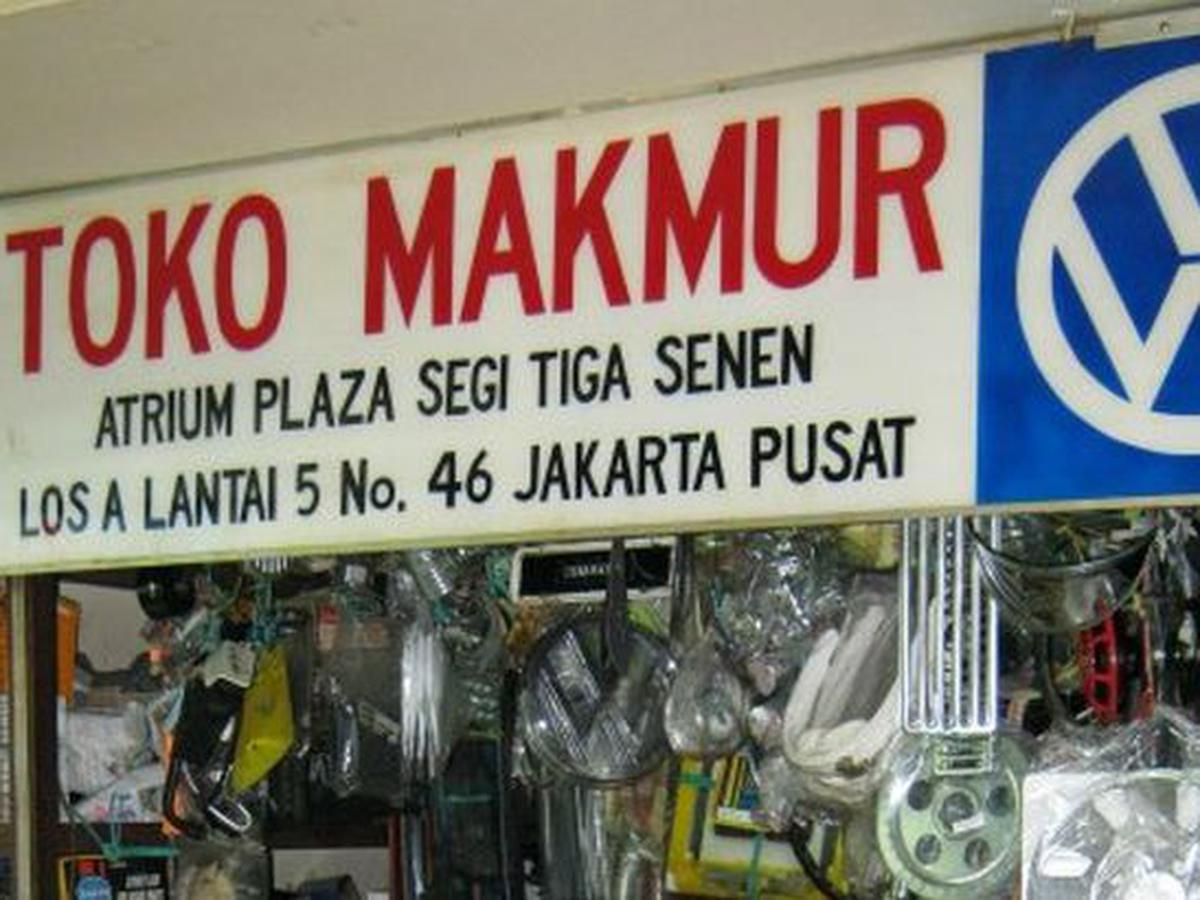 TOKO MAKMUR
ATRIUM PLAZA SEGI TIGA SENEN
LOS A LANTAI 5 No. 46 JAKARTA PUSAT